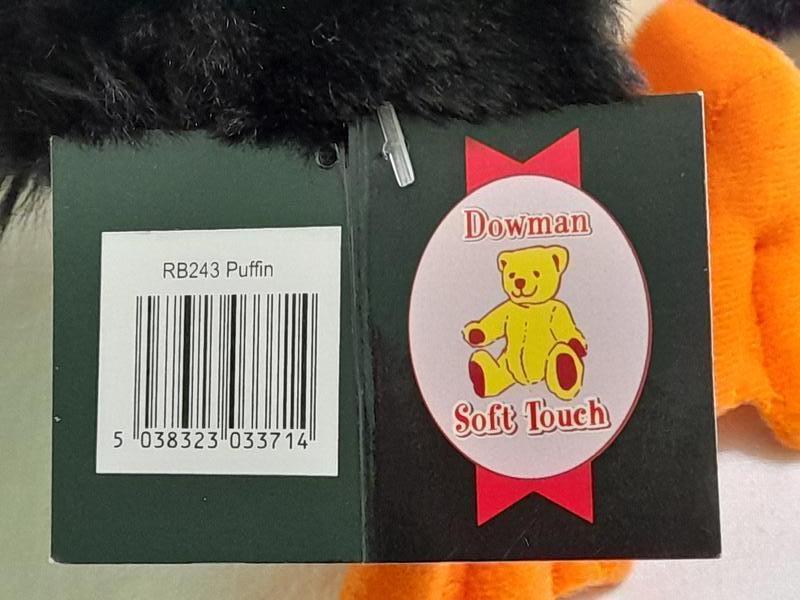 RB243 Puffin
5 038323 033714
Dowman
Soft Touch